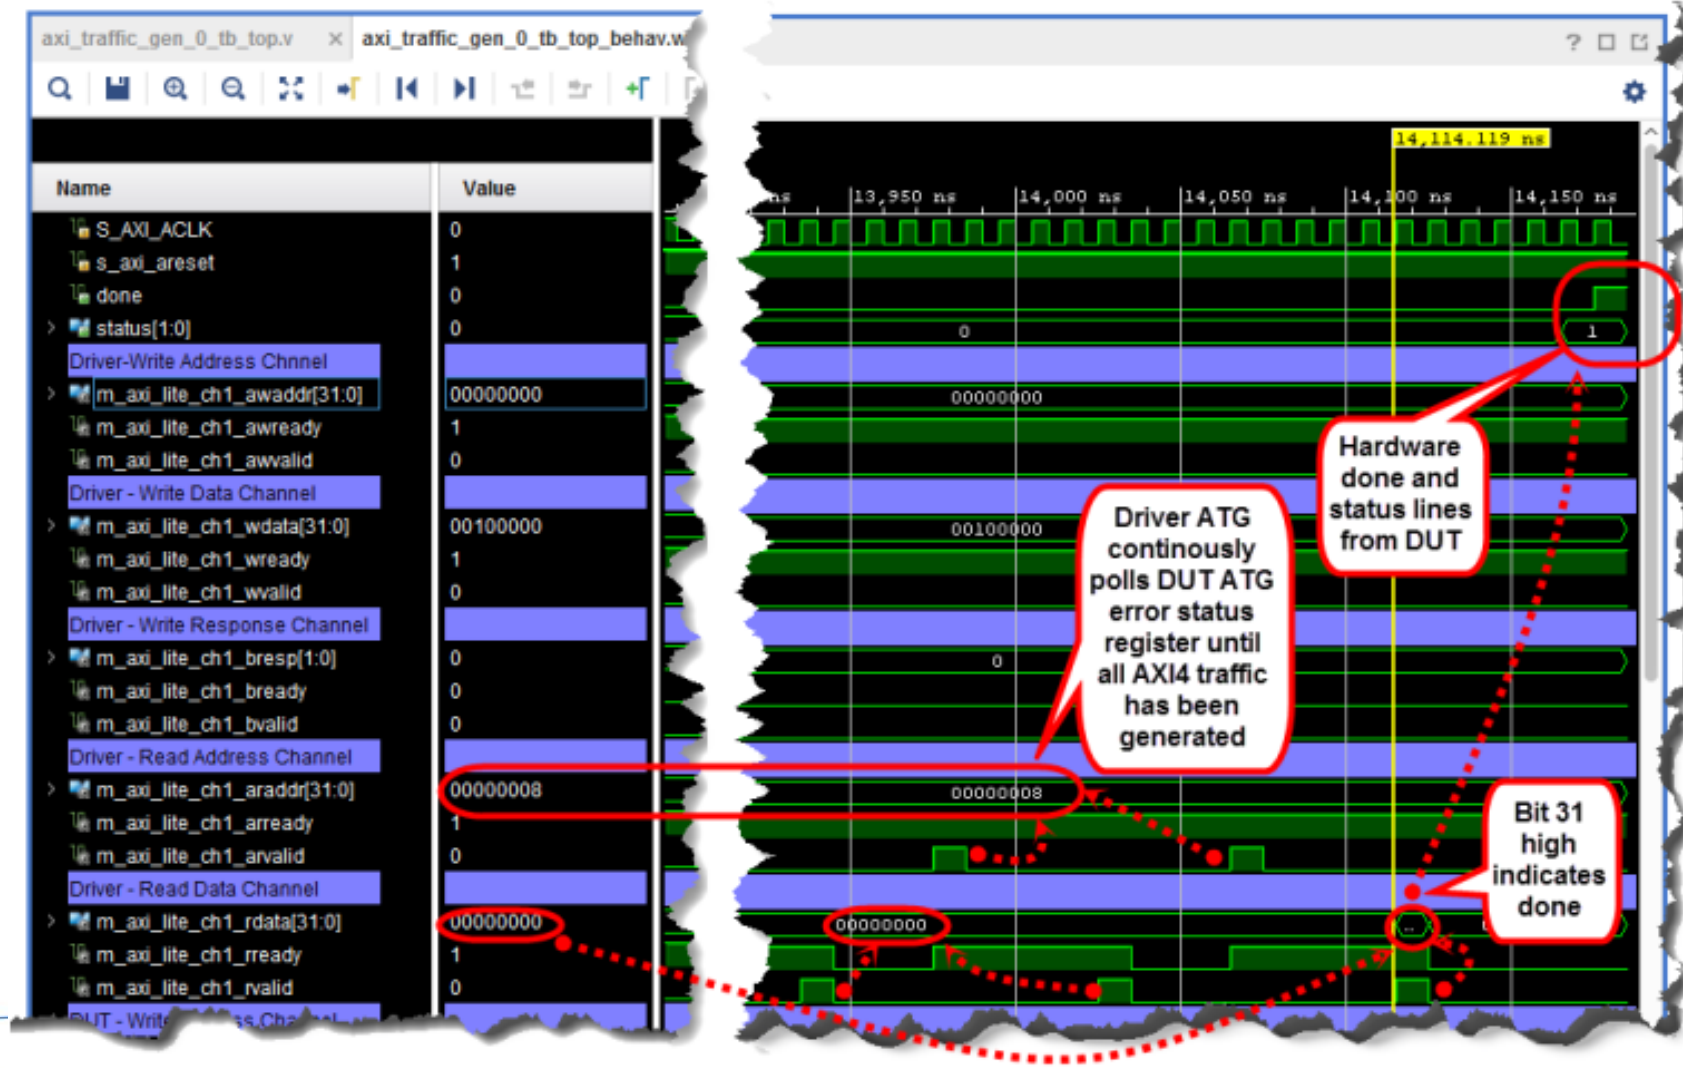 axi_traffic_gen_0_tb_top.v × axi_traffic_gen_0_tb_top_behav.w
?
14,114.119 ns
Name Value
ns 13,950 ns 14,000 ns 14,050 ns 14,100 ns 14,150 ns
S_AXI_ACLK 0
s_axi_areset 1
done 0
status[1:0] 0 0 1
Driver-Write Address Chnnel
m_axi_lite_ch1_awaddr[31:0] 00000000 00000000
m_axi_lite_ch1_awready 1
m_axi_lite_ch1_awvalid 0
Driver - Write Data Channel
m_axi_lite_ch1_wdata[31:0] 00100000 00100000
m_axi_lite_ch1_wready 1
m_axi_lite_ch1_wvalid 0
Driver - Write Response Channel
m_axi_lite_ch1_bresp[1:0] 0 0
m_axi_lite_ch1_bready 0
m_axi_lite_ch1_bvalid 0
Driver - Read Address Channel
m_axi_lite_ch1_araddr[31:0] 00000008 00000008
m_axi_lite_ch1_arready 1
m_axi_lite_ch1_arvalid 0
Driver - Read Data Channel
m_axi_lite_ch1_rdata[31:0] 00000000 00000000 ..
m_axi_lite_ch1_rready 1
m_axi_lite_ch1_rvalid 0
DUT - Write
Hardware
done and
status lines
from DUT
Driver ATG
continously
polls DUT ATG
error status
register until
all AXI4 traffic
has been
generated
Bit 31
high
indicates
done